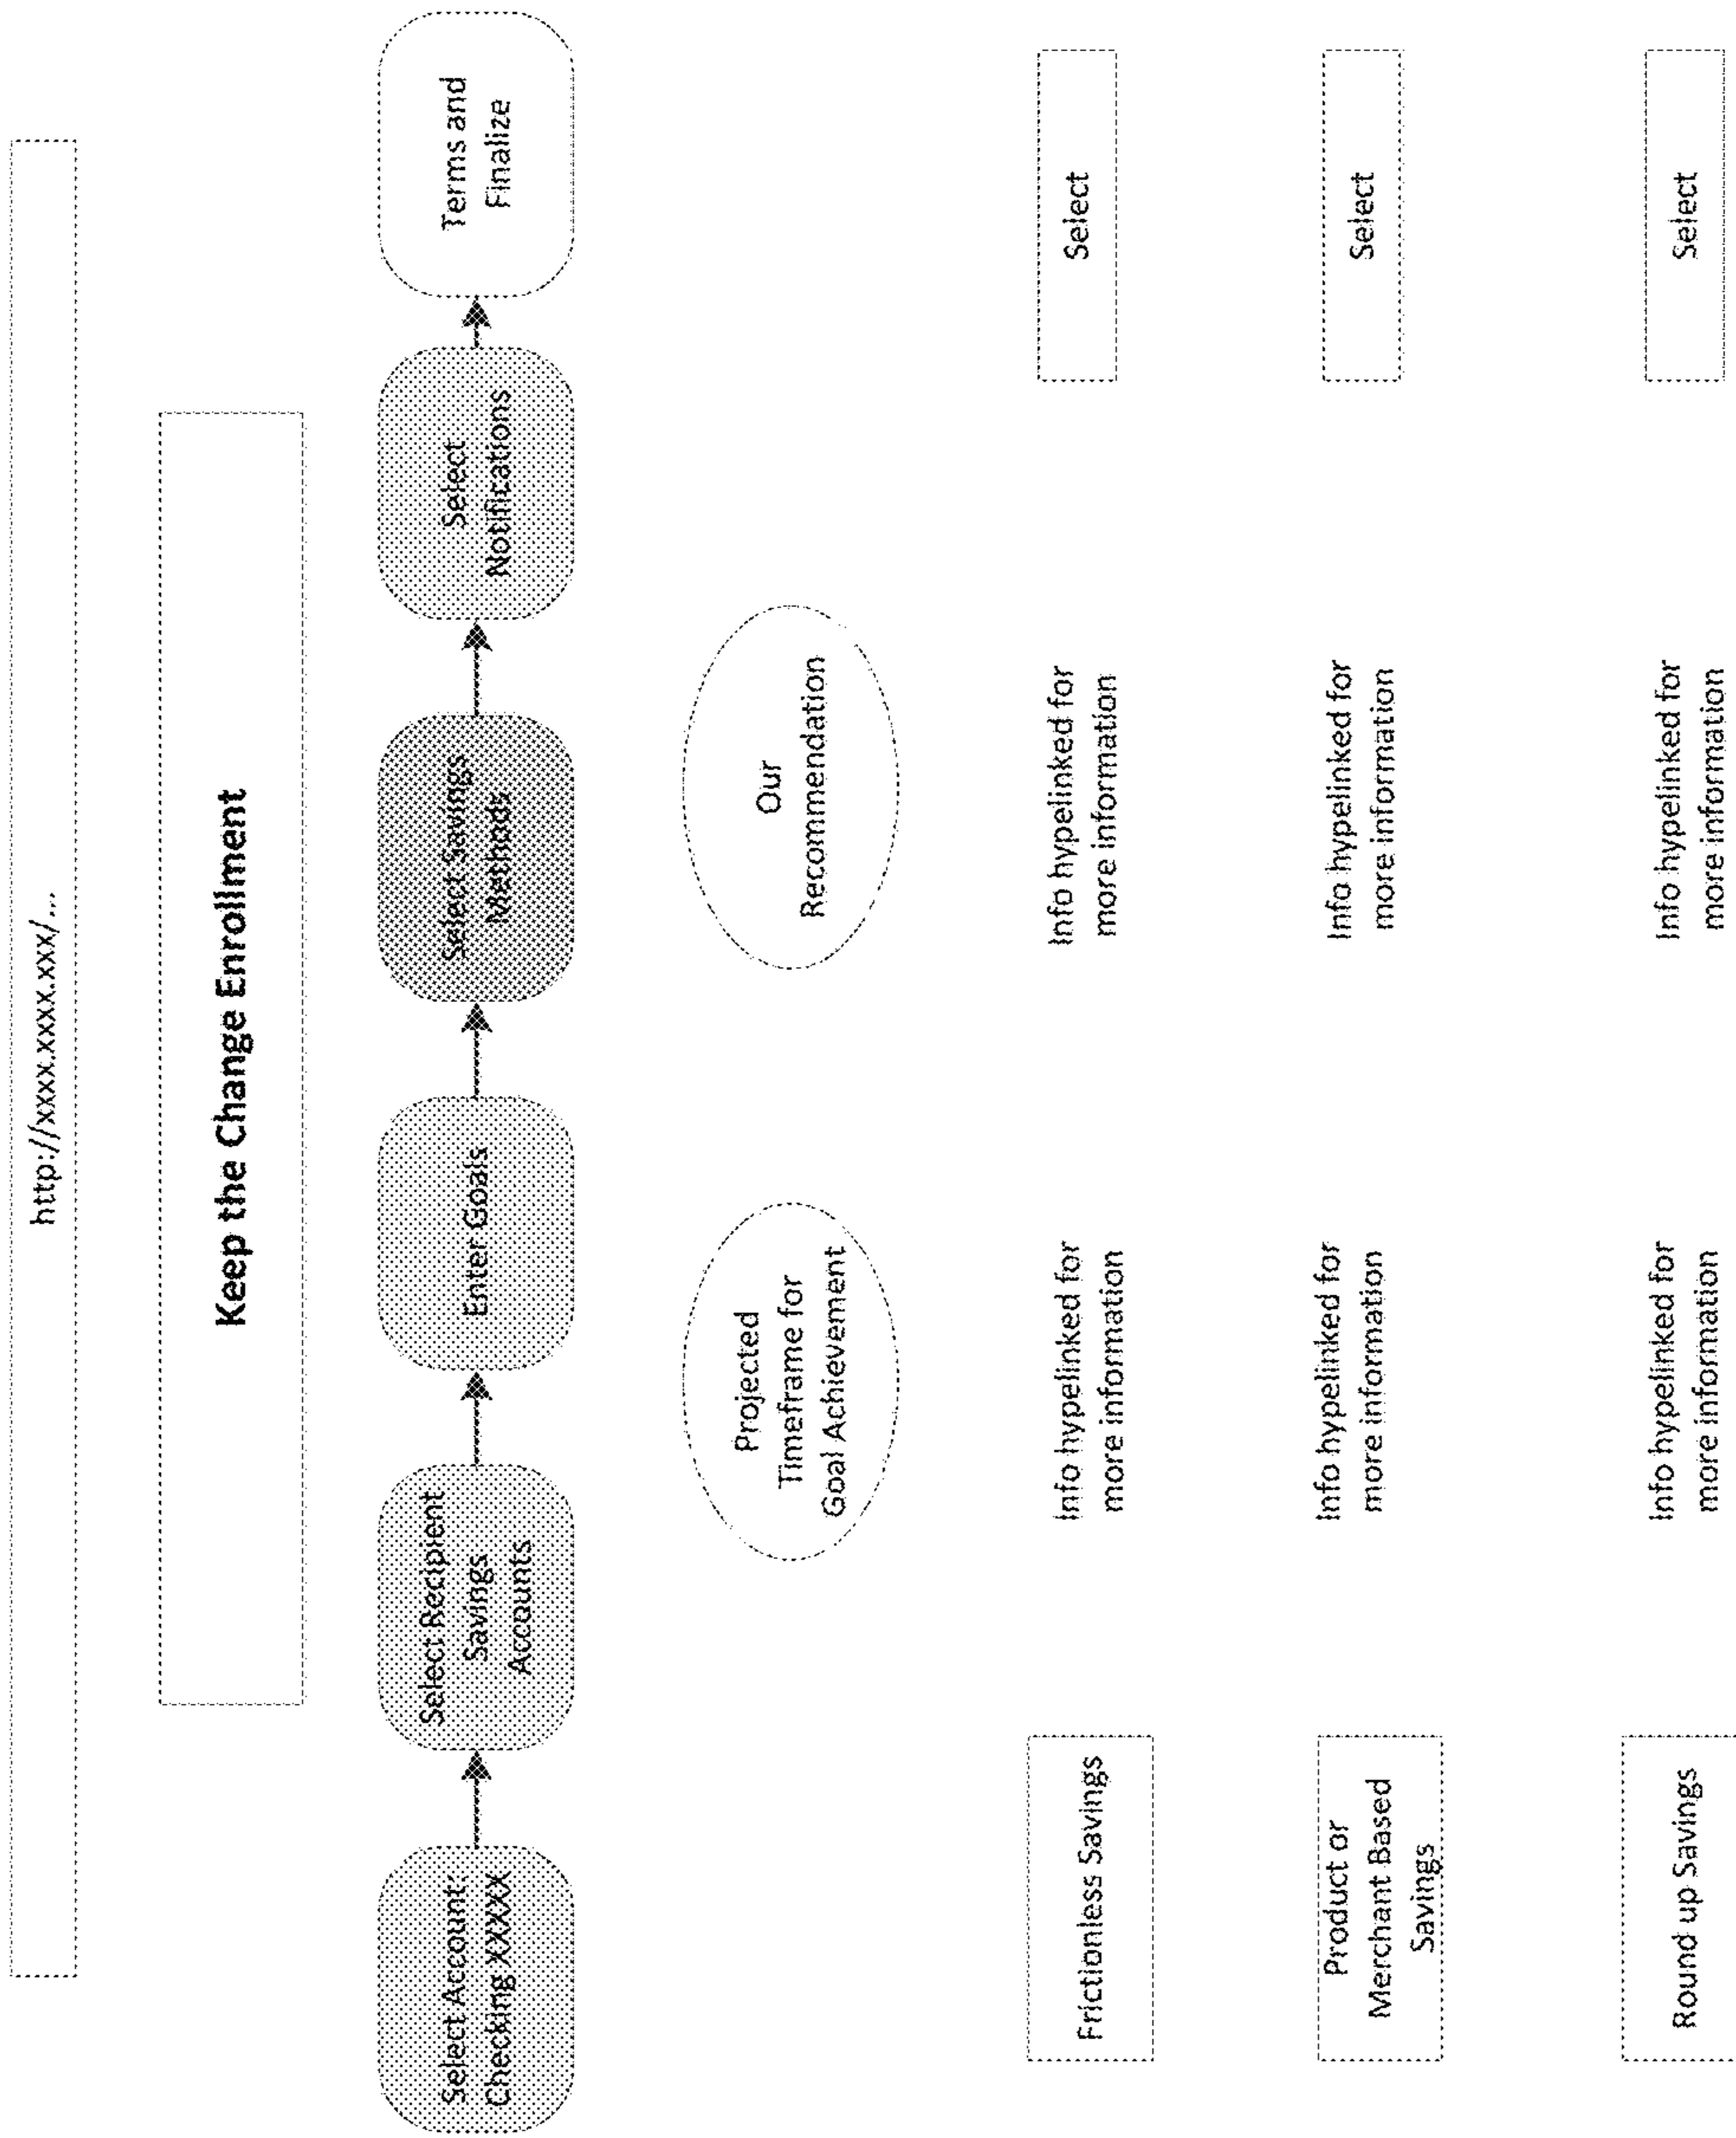 http://xxxx.xxxx.xxx/...
Keep the Change Enrollment
Select Account:
Checking XXXXX
Select Recipient
Savings
Accounts
Enter Goals
Select Savings
Methods
Select
Notifications
Terms and
Finalize
Projected
Timeframe for
Goal Achievement
Our
Recommendation
Frictionless Savings
Info hypelinked for
more information
Info hypelinked for
more information
Select
Product or
Merchant Based
Savings
Info hypelinked for
more information
Info hypelinked for
more information
Select
Round up Savings
Info hypelinked for
more information
Info hypelinked for
more information
Select